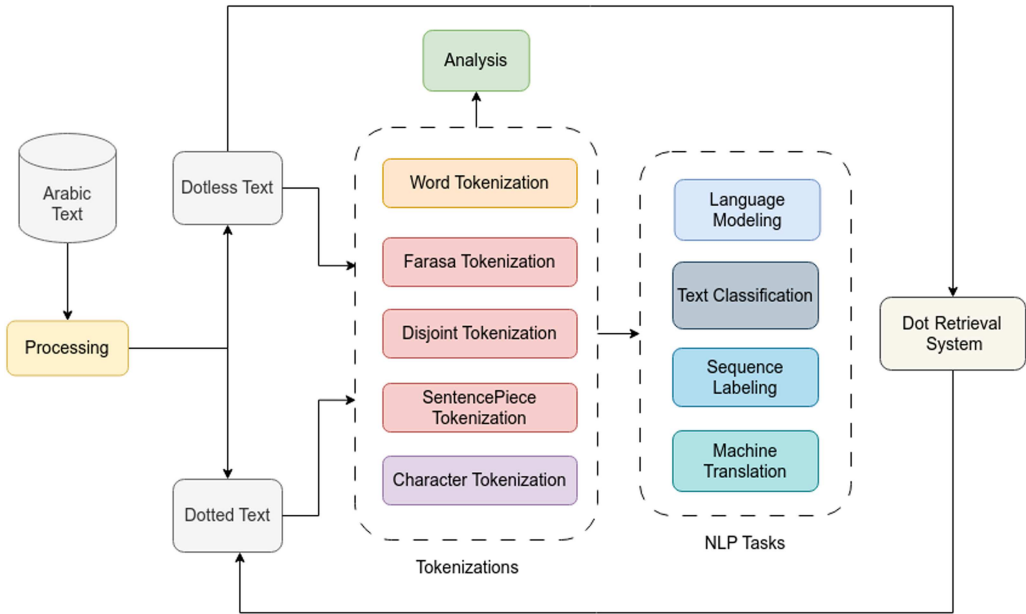 Analysis
Arabic
Text
Dotless Text
Processing
Dotted Text
Word Tokenization
Farasa Tokenization
Disjoint Tokenization
SentencePiece
Tokenization
Character Tokenization
Tokenizations
Language
Modeling
Text Classification
Sequence
Labeling
Machine
Translation
NLP Tasks
Dot Retrieval
System